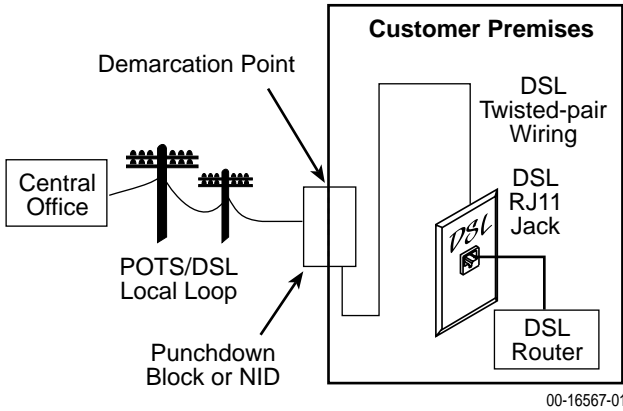 Customer Premises
Demarcation Point
DSL
Twisted-pair
Wiring
Central
Office
DSL
RJ11
Jack
DSL
POTS/DSL
Local Loop
DSL
Router
Punchdown
Block or NID
00-16567-01